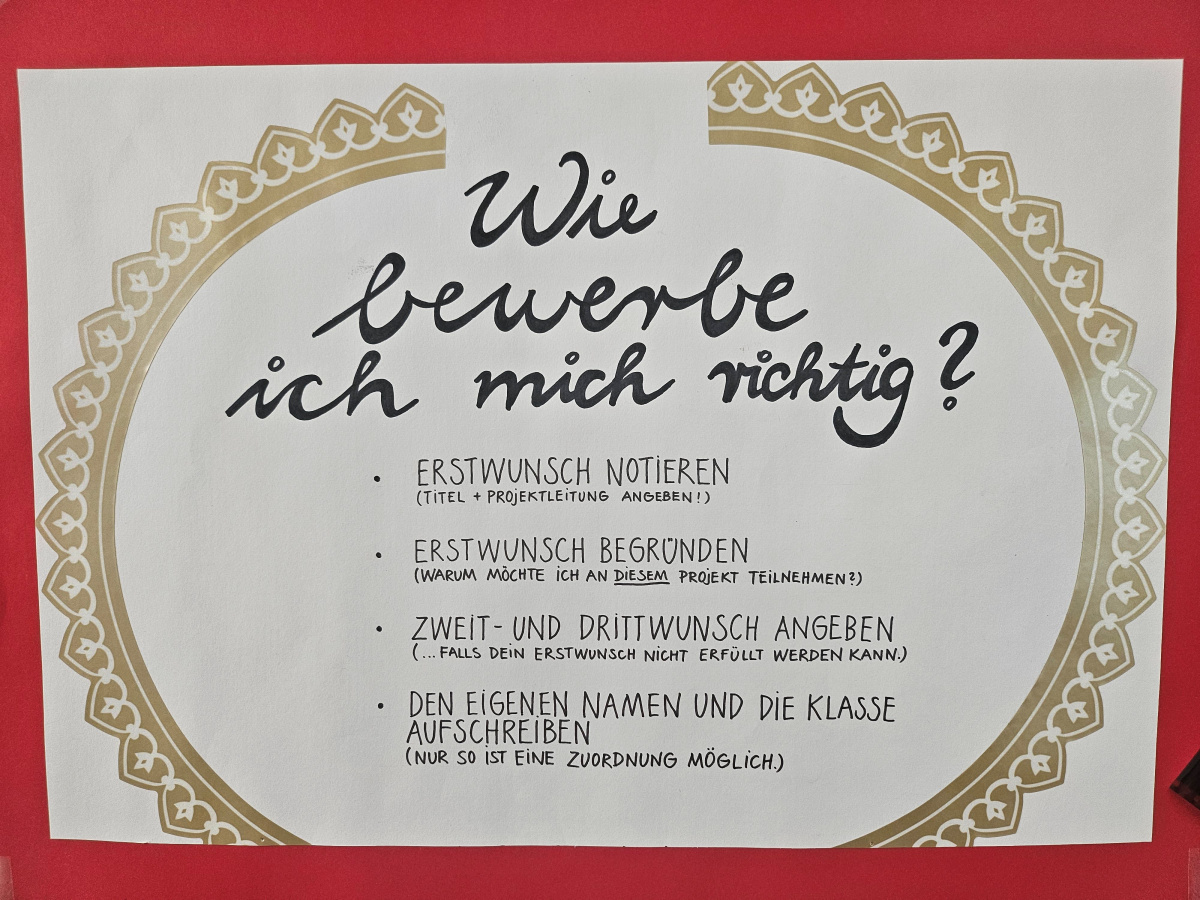 Wie
bewerbe
ich mich richtig?
• ERSTWUNSCH NOTIEREN
(TITEL + PROJEKTLEITUNG ANGEBEN!)
• ERSTWUNSCH BEGRÜNDEN
(WARUM MÖCHTE ICH AN DIESEM PROJEKT TEILNEHMEN?)
• ZWEIT- UND DRITTWUNSCH ANGEBEN
(...FALLS DEIN ERSTWUNSCH NICHT ERFÜLLT WERDEN KANN.)
• DEN EIGENEN NAMEN UND DIE KLASSE
AUFSCHREIBEN
(NUR SO IST EINE ZUORDNUNG MÖGLICH.)